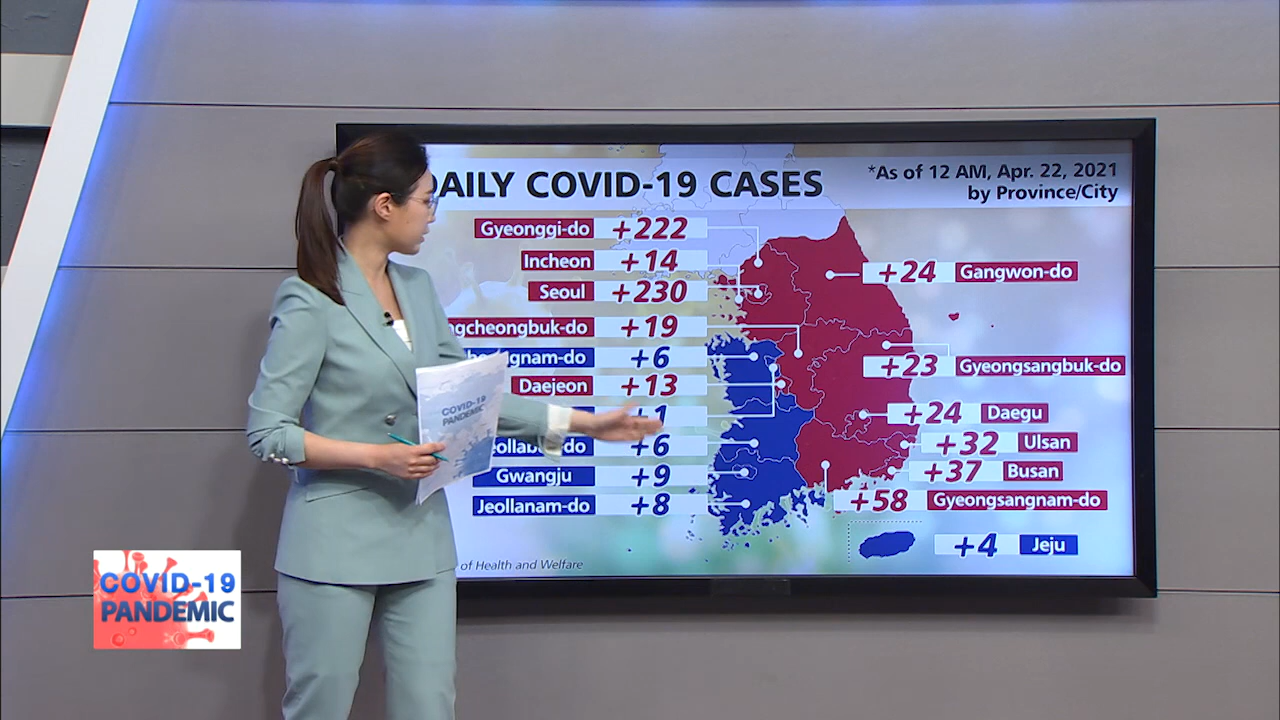 DAILY COVID-19 CASES
*As of 12 AM, Apr. 22, 2021
by Province/City
Gyeonggi-do +222
Incheon +14
Seoul +230
ngcheongbuk-do +19
+6
Daejeon +13
+1
+6
Gwangju +9
Jeollanam-do +8
+24 Gangwon-do
+23 Gyeongsangbuk-do
+24 Daegu
+32 Ulsan
+37 Busan
+58 Gyeongsangnam-do
+4 Jeju
of Health and Welfare
COVID-19
PANDEMIC
COVID-19
PANDEMIC